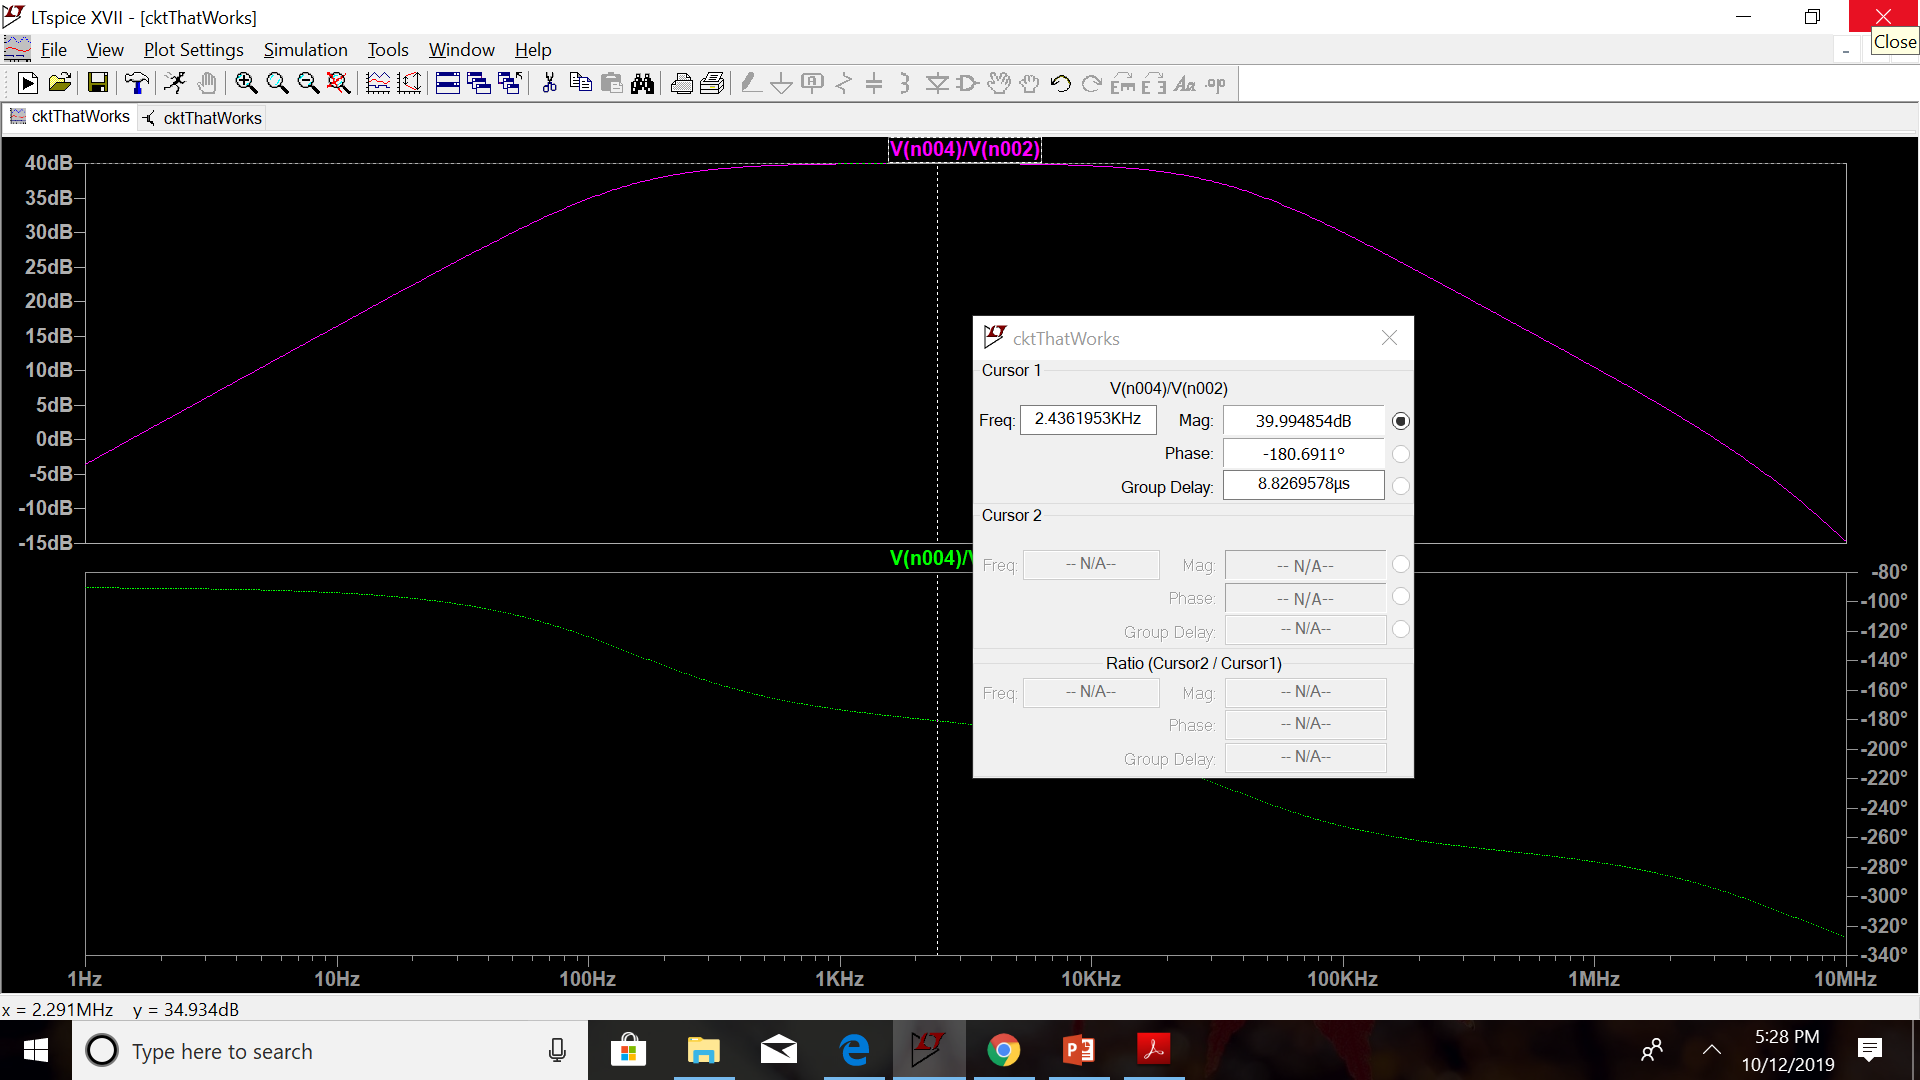 LTspice XVII - [cktThatWorks]
Close
File View Plot Settings Simulation Tools Window Help
cktThatWorks cktThatWorks
V(n004)/V(n002)
40dB
35dB
30dB
25dB
20dB
15dB
10dB
5dB
0dB
-5dB
-10dB
-15dB
cktThatWorks
Cursor 1
V(n004)/V(n002)
Freq: 2.4361953KHz Mag: 39.994854dB
Phase: -180.6911°
Group Delay: 8.8269578µs
Cursor 2
Freq: -- N/A-- Mag: -- N/A--
Phase: -- N/A--
Group Delay: -- N/A--
Ratio (Cursor2 / Cursor1)
Freq: -- N/A-- Mag: -- N/A--
Phase: -- N/A--
Group Delay: -- N/A--
V(n004)/V
-80°
-100°
-120°
-140°
-160°
-180°
-200°
-220°
-240°
-260°
-280°
-300°
-320°
-340°
1Hz 10Hz 100Hz 1KHz 10KHz 100KHz 1MHz 10MHz
x = 2.291MHz y = 34.934dB
Type here to search
5:28 PM
10/12/2019